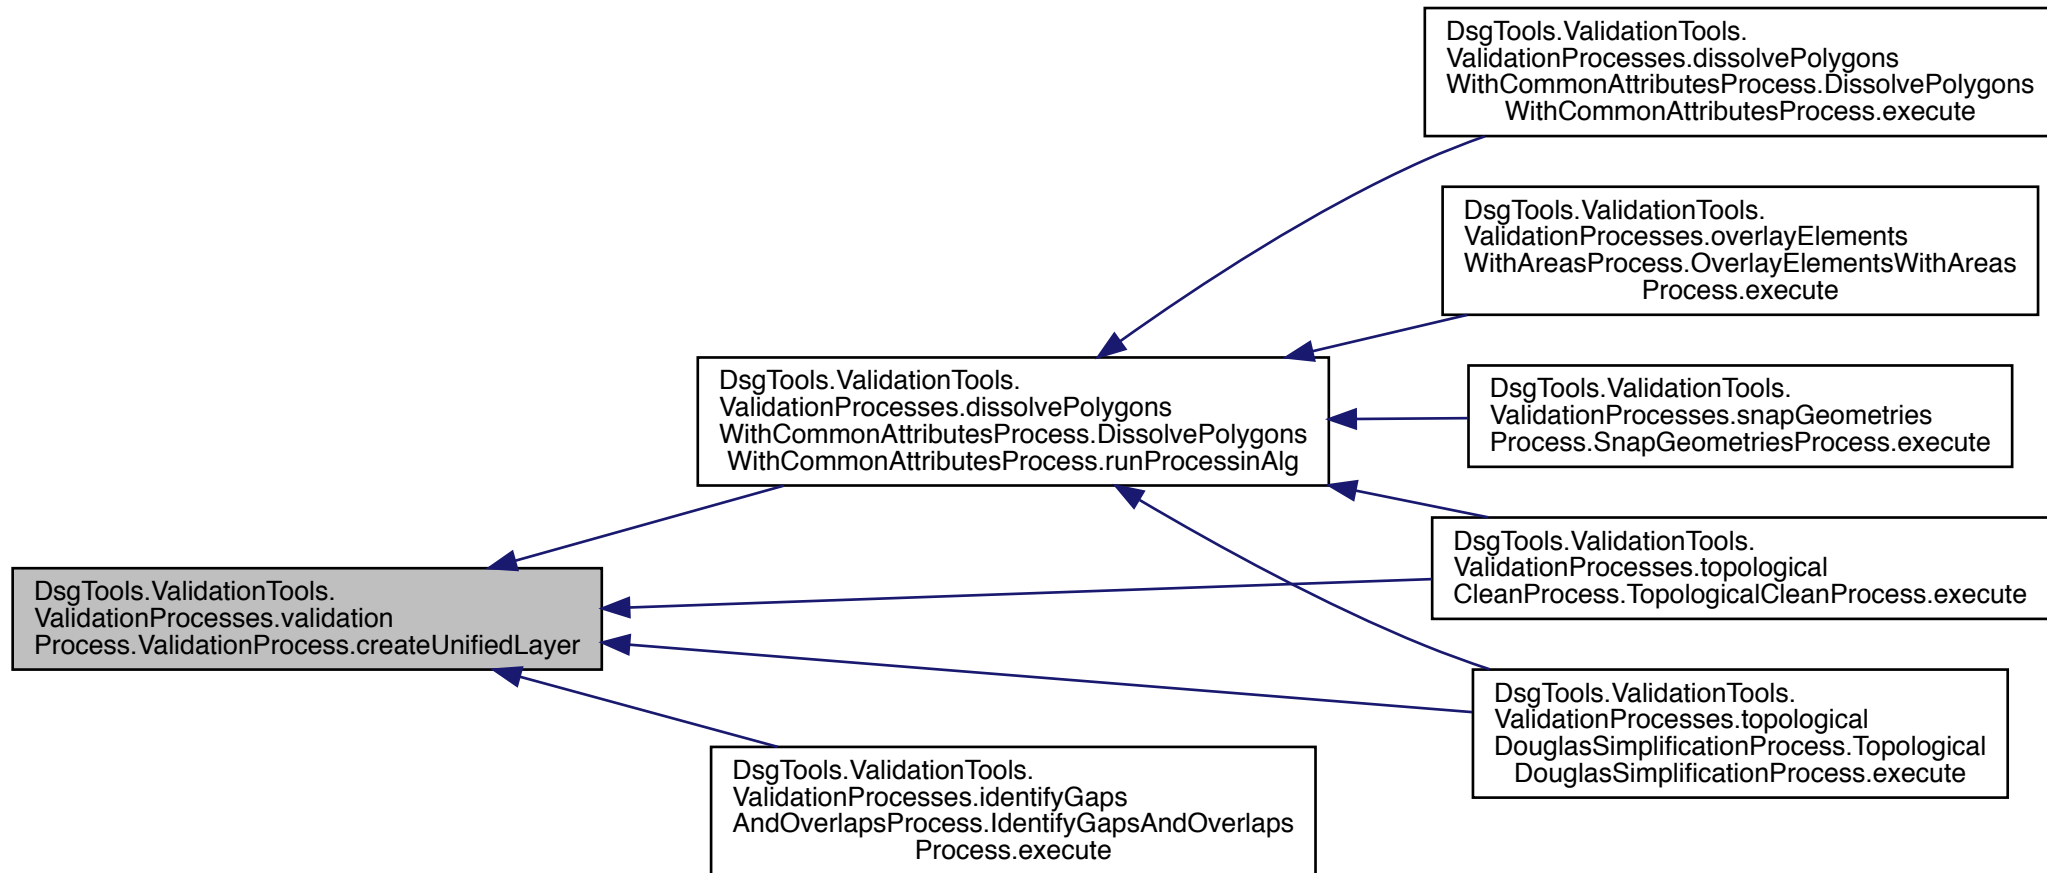 DsgTools.ValidationTools.
ValidationProcesses.dissolvePolygons
WithCommonAttributesProcess.DissolvePolygons
WithCommonAttributesProcess.execute
DsgTools.ValidationTools.
ValidationProcesses.overlayElements
WithAreasProcess.OverlayElementsWithAreas
Process.execute
DsgTools.ValidationTools.
ValidationProcesses.dissolvePolygons
WithCommonAttributesProcess.DissolvePolygons
WithCommonAttributesProcess.runProcessinAlg
DsgTools.ValidationTools.
ValidationProcesses.snapGeometries
Process.SnapGeometriesProcess.execute
DsgTools.ValidationTools.
ValidationProcesses.topological
CleanProcess.TopologicalCleanProcess.execute
DsgTools.ValidationTools.
ValidationProcesses.validation
Process.ValidationProcess.createUnifiedLayer
DsgTools.ValidationTools.
ValidationProcesses.topological
DouglasSimplificationProcess.Topological
DouglasSimplificationProcess.execute
DsgTools.ValidationTools.
ValidationProcesses.identifyGaps
AndOverlapsProcess.IdentifyGapsAndOverlaps
Process.execute